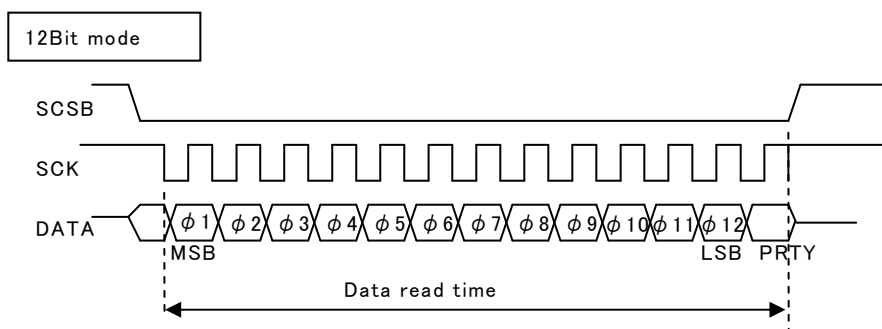 12Bit mode
SCSB
SCK
DATA φ1 φ2 φ3 φ4 φ5 φ6 φ7 φ8 φ9 φ10 φ11 φ12
MSB LSB PRTY
Data read time